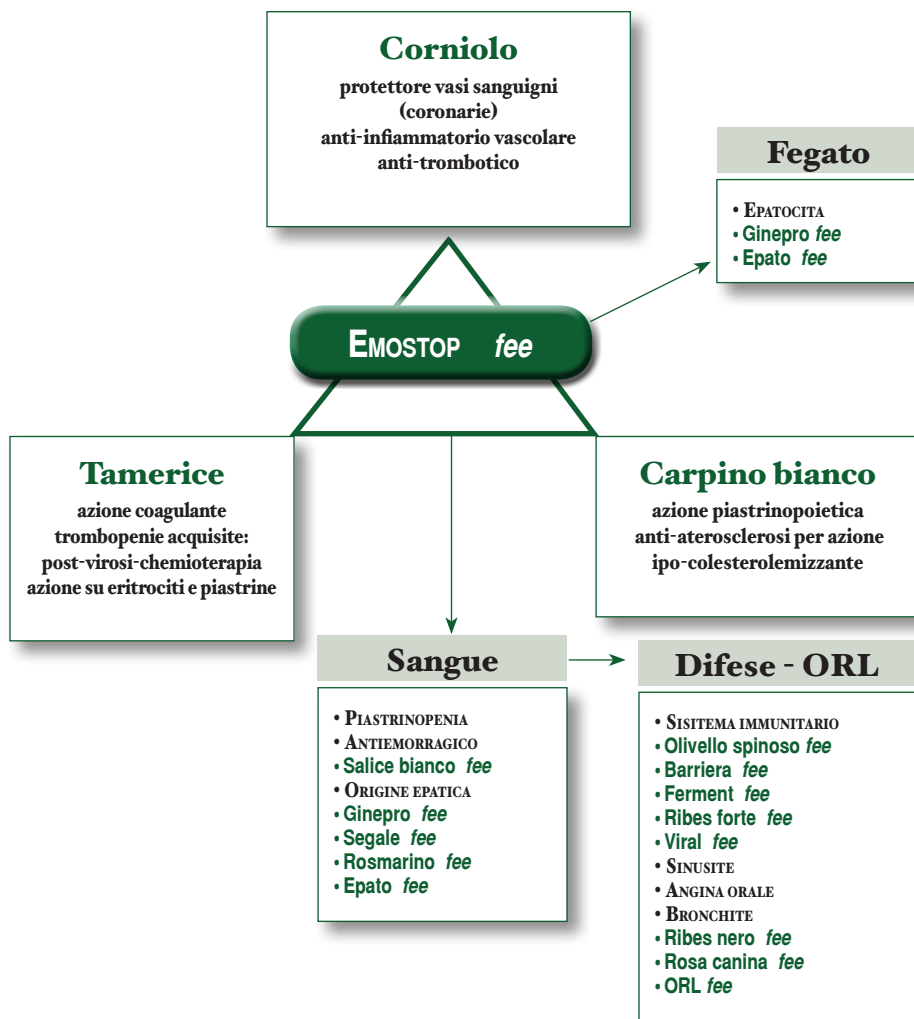 Corniolo
protettore vasi sanguigni
(coronarie)
anti-infiammatorio vascolare
anti-trombotico
Fegato
• Epatocita
• Ginepro fee
• Epato fee
Emostop fee
Tamerice
azione coagulante
trombopenie acquisite:
post-virosi-chemioterapia
azione su eritrociti e piastrine
Carpino bianco
azione piastrinopoietica
anti-aterosclerosi per azione
ipo-colesterolemizzante
Sangue
• Piastrinopenia
• Antiemorragico
• Salice bianco fee
• Origine epatica
• Ginepro fee
• Segale fee
• Rosmarino fee
• Epato fee
Difese - ORL
• Sisitema immunitario
• Olivello spinoso fee
• Barriera fee
• Ferment fee
• Ribes forte fee
• Viral fee
• Sinusite
• Angina orale
• Bronchite
• Ribes nero fee
• Rosa canina fee
• ORL fee